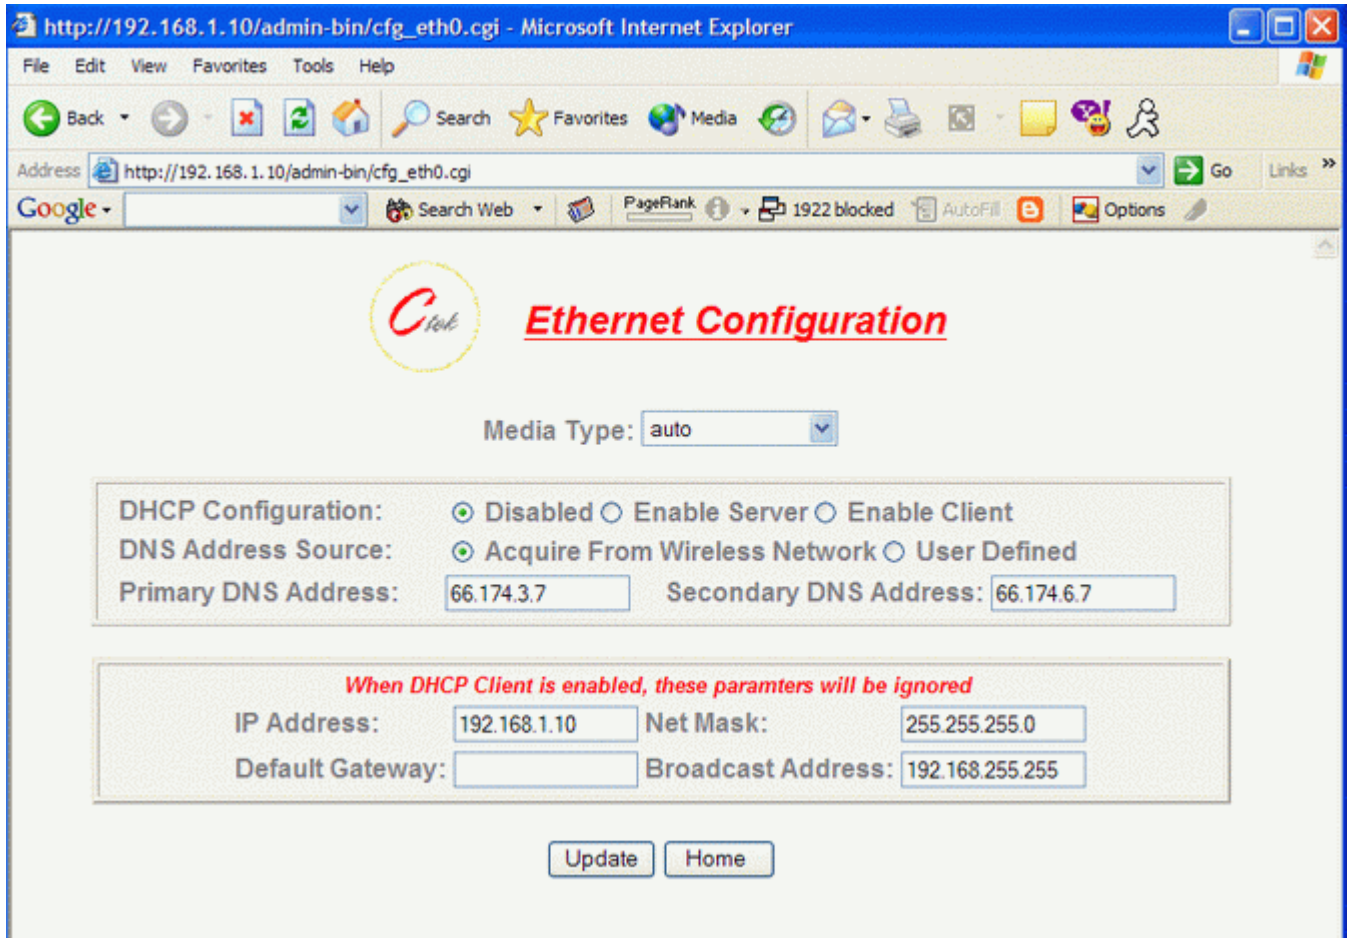 http://192.168.1.10/admin-bin/cfg_eth0.cgi - Microsoft Internet Explorer
File Edit View Favorites Tools Help
Back Search Favorites Media
Address http://192.168.1.10/admin-bin/cfg_eth0.cgi Go Links »
Google Search Web PageRank 1922 blocked AutoFill Options
Ctek Ethernet Configuration
Media Type: auto
DHCP Configuration: Disabled Enable Server Enable Client
DNS Address Source: Acquire From Wireless Network User Defined
Primary DNS Address: 66.174.3.7 Secondary DNS Address: 66.174.6.7
When DHCP Client is enabled, these paramters will be ignored
IP Address: 192.168.1.10 Net Mask: 255.255.255.0
Default Gateway: Broadcast Address: 192.168.255.255
Update Home